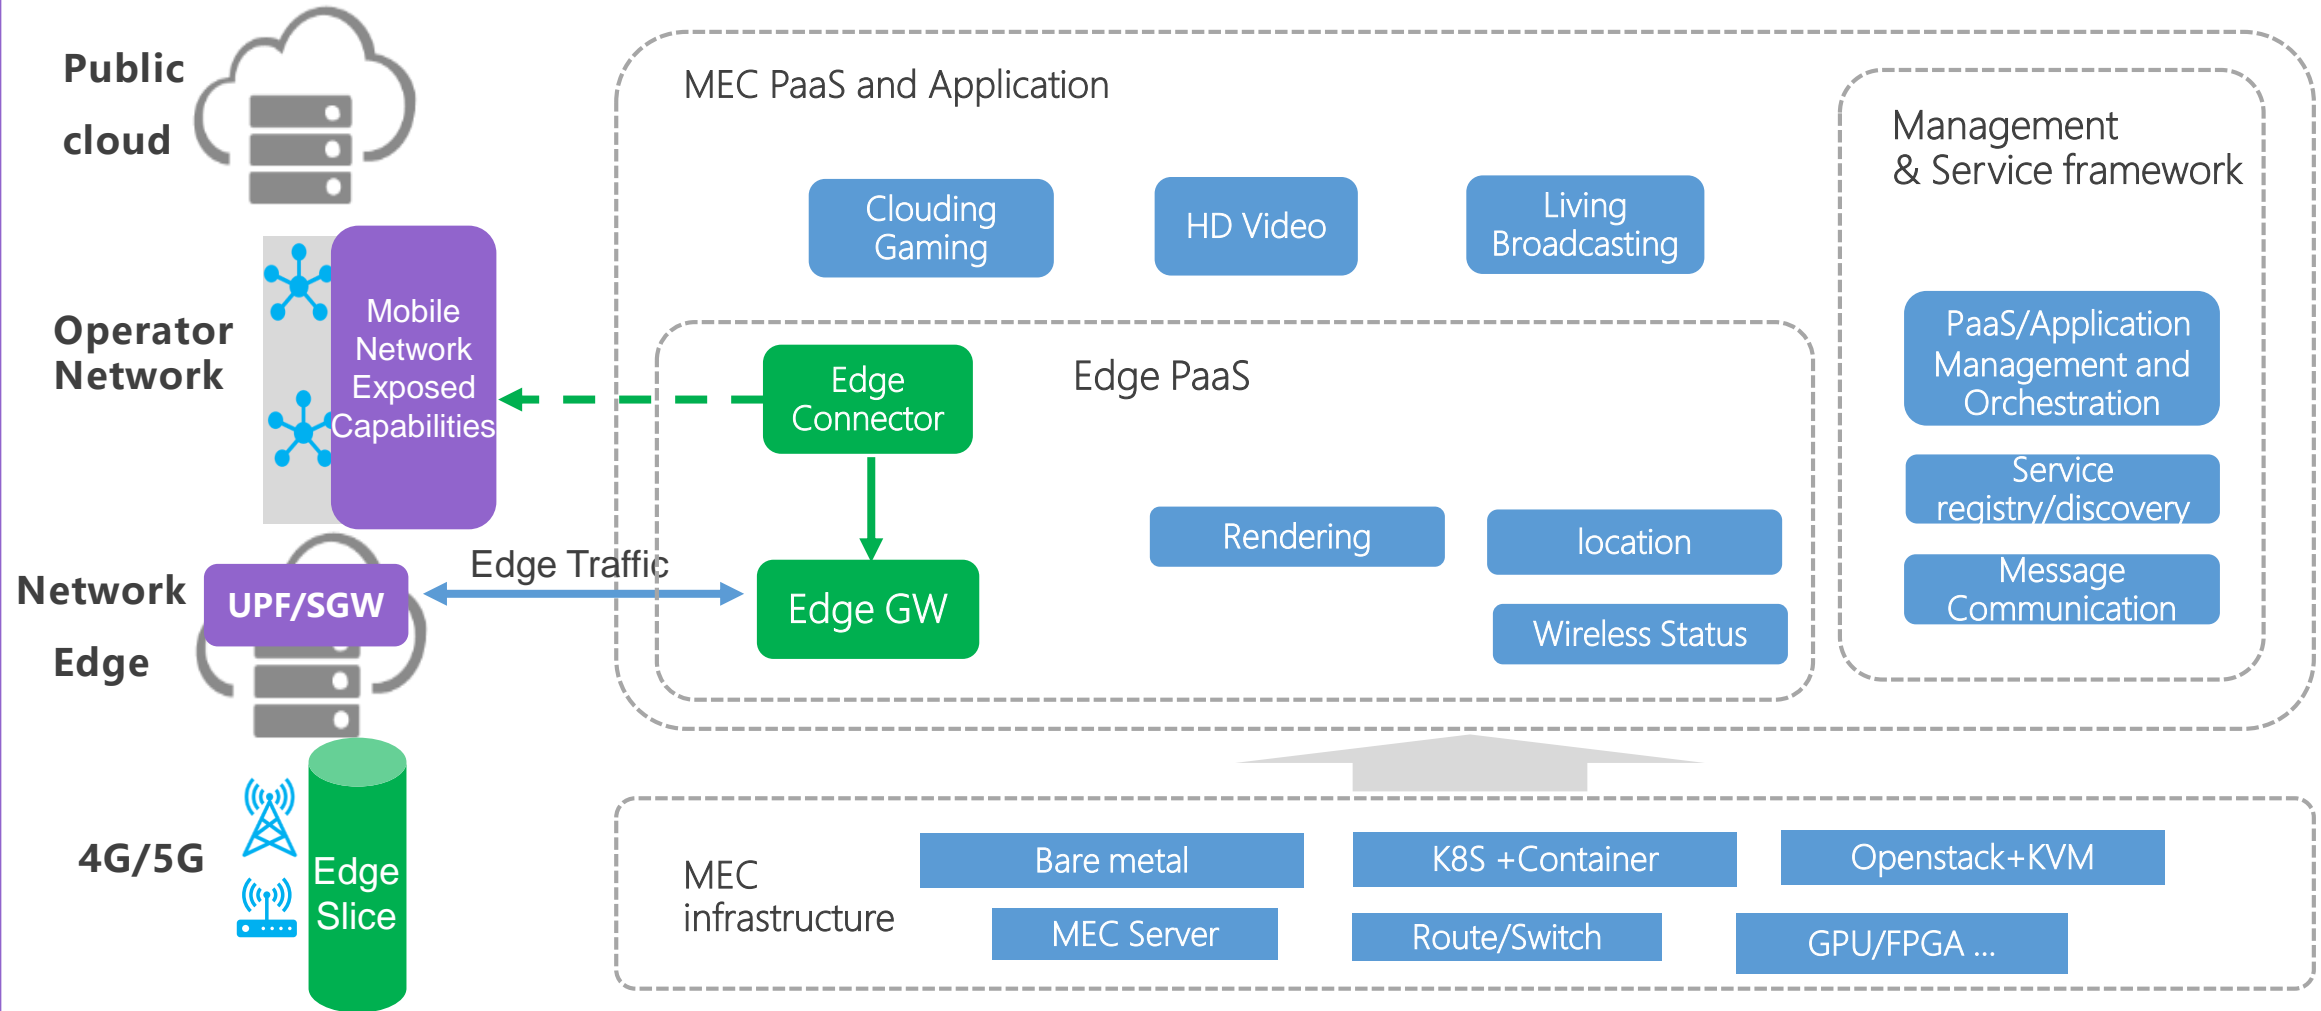 Public
cloud
Operator
Network
Mobile
Network
Exposed
Capabilities
Network
Edge
UPF/SGW
Edge Traffic
4G/5G
Edge
Slice
MEC PaaS and Application
Clouding
Gaming
HD Video
Living
Broadcasting
Edge PaaS
Edge
Connector
Edge GW
Rendering
location
Wireless Status
Management
& Service framework
PaaS/Application
Management and
Orchestration
Service
registry/discovery
Message
Communication
MEC
infrastructure
Bare metal
K8S +Container
Openstack+KVM
MEC Server
Route/Switch
GPU/FPGA ...